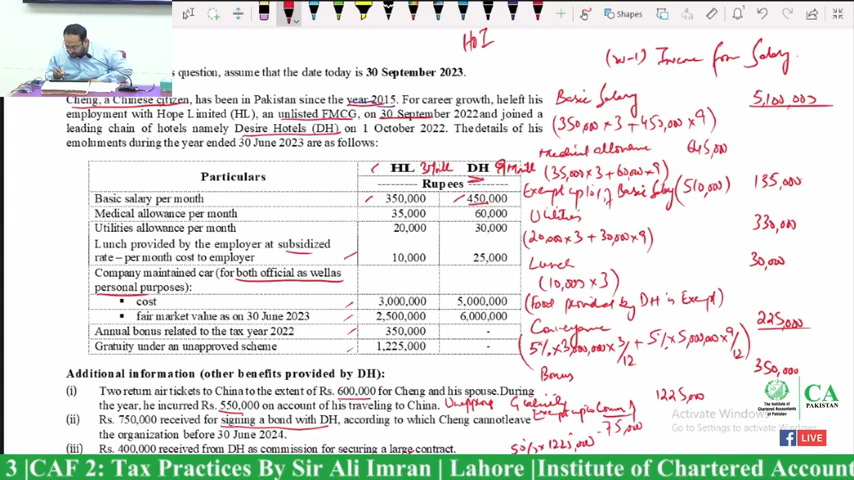 HoI
(w-1) Income from Salary
Shapes
s question, assume that the date today is 30 September 2023.
Cheng, a Chinese citizen, has been in Pakistan since the year 2015. For career growth, he left his
employment with Hope Limited (HL), an unlisted FMCG, on 30 September 2022 and joined a
leading chain of hotels namely Desire Hotels (DH) on 1 October 2022. The details of his
emoluments during the year ended 30 June 2023 are as follows:
Particulars HL 3 Month DH 9 Month
Rupees
Basic salary per month 350,000 450,000
Medical allowance per month 35,000 60,000
Utilities allowance per month 20,000 30,000
Lunch provided by the employer at subsidized
rate – per month cost to employer 10,000 25,000
Company maintained car (for both official as well as
personal purposes):
▪ cost 3,000,000 5,000,000
▪ fair market value as on 30 June 2023 2,500,000 6,000,000
Annual bonus related to the tax year 2022 350,000 -
Gratuity under an unapproved scheme 1,225,000 -
Additional information (other benefits provided by DH):
(i) Two return air tickets to China to the extent of Rs. 600,000 for Cheng and his spouse. During
the year, he incurred Rs. 550,000 on account of his traveling to China.
(ii) Rs. 750,000 received for signing a bond with DH, according to which Cheng cannot leave
the organization before 30 June 2024.
(iii) Rs. 400,000 received from DH as commission for securing a large contract.
Basic Salary 5,100,000
(350,000 x 3 + 450,000 x 9)
Medical allowance 645,000
(35,000 x 3 + 60,000 x 9)
Exempt up to 10% of Basic Salary (510,000) 135,000
Utilities 330,000
(20,000 x 3 + 30,000 x 9)
Lunch 30,000
(10,000 x 3)
(Food provided by DH is Exempt)
Conveyance 225,000
(5% x 3,000,000 x 3/12 + 5% x 5,000,000 x 9/12)
Bonus 350,000
Unapprove Gratuity 1225,000
Exempt up to Lower of
75,000
50% x 1225,000
-75,000
Activate Windows
Go to Settings to activate Windows
The Institute of
Chartered Accountants
of Pakistan
CA
PAKISTAN
LIVE
3 | CAF 2: Tax Practices By Sir Ali Imran | Lahore | Institute of Chartered Accoun